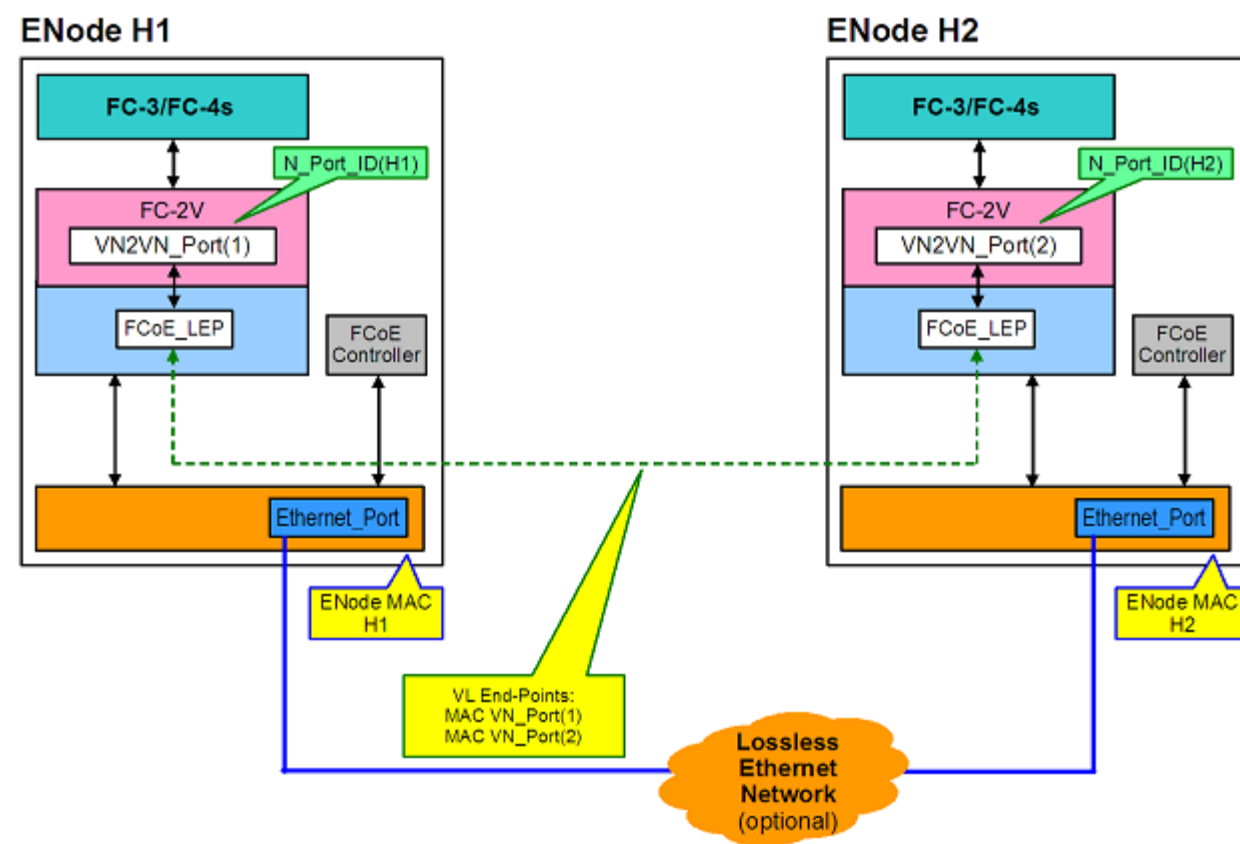 ENode H1
FC-3/FC-4s
N_Port_ID(H1)
FC-2V
VN2VN_Port(1)
FCoE_LEP
FCoE
Controller
Ethernet_Port
ENode MAC
H1
ENode H2
FC-3/FC-4s
N_Port_ID(H2)
FC-2V
VN2VN_Port(2)
FCoE_LEP
FCoE
Controller
Ethernet_Port
ENode MAC
H2
VL End-Points:
MAC VN_Port(1)
MAC VN_Port(2)
Lossless
Ethernet
Network
(optional)